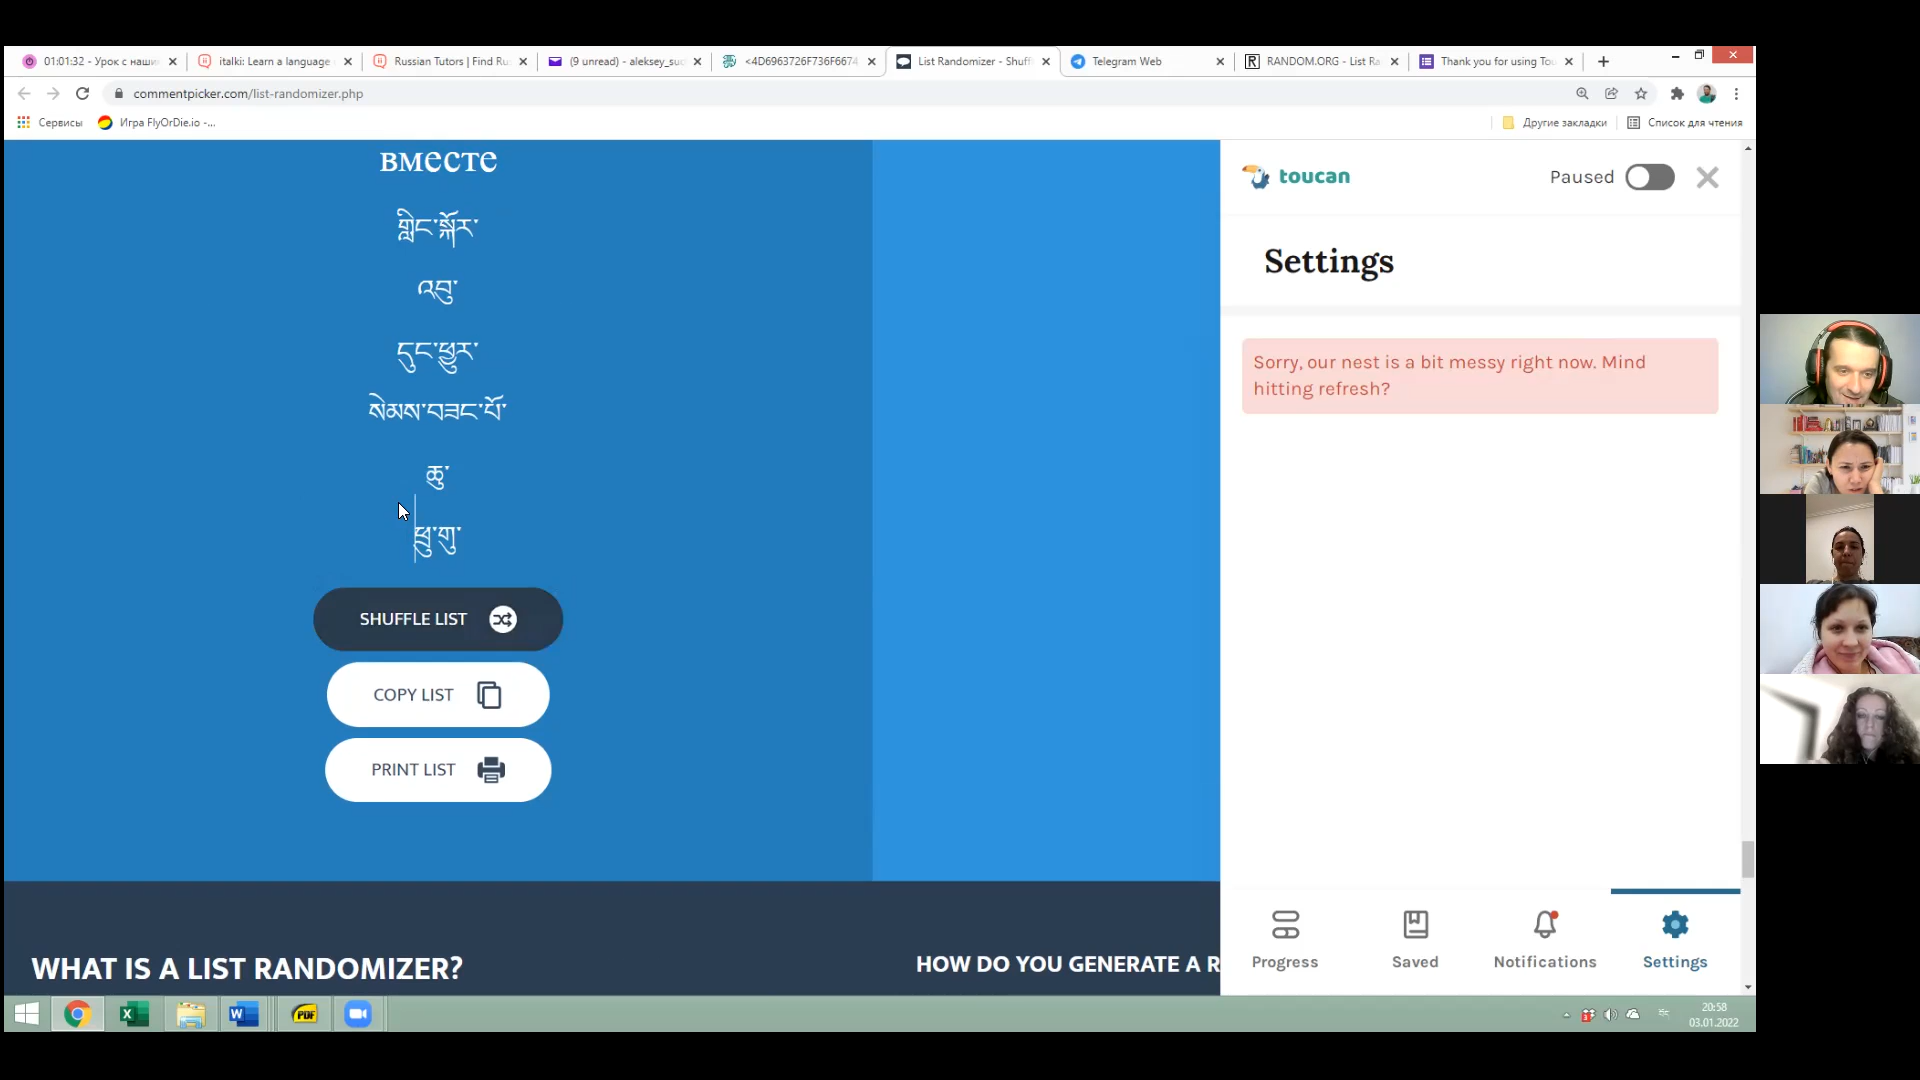 01:01:32 - Урок с наши
italki: Learn a language
Russian Tutors | Find Ru
(9 unread) - aleksey_suc
<4D6963726F736F6674
List Randomizer - Shuff
Telegram Web
RANDOM.ORG - List Ra
Thank you for using Tou
commentpicker.com/list-randomizer.php
Сервисы
Игра FlyOrDie.io -...
Другие закладки
Список для чтения
вместе
གླིང་སྐོར་
འབུ་
དུང་ཕྱུར་
སེམས་བཟང་པོ་
ཆུ་
ཕྲུ་གུ་
SHUFFLE LIST
COPY LIST
PRINT LIST
WHAT IS A LIST RANDOMIZER?
HOW DO YOU GENERATE A R
toucan
Paused
Settings
Sorry, our nest is a bit messy right now. Mind
hitting refresh?
Progress
Saved
Notifications
Settings
PDF
20:58
03.01.2022